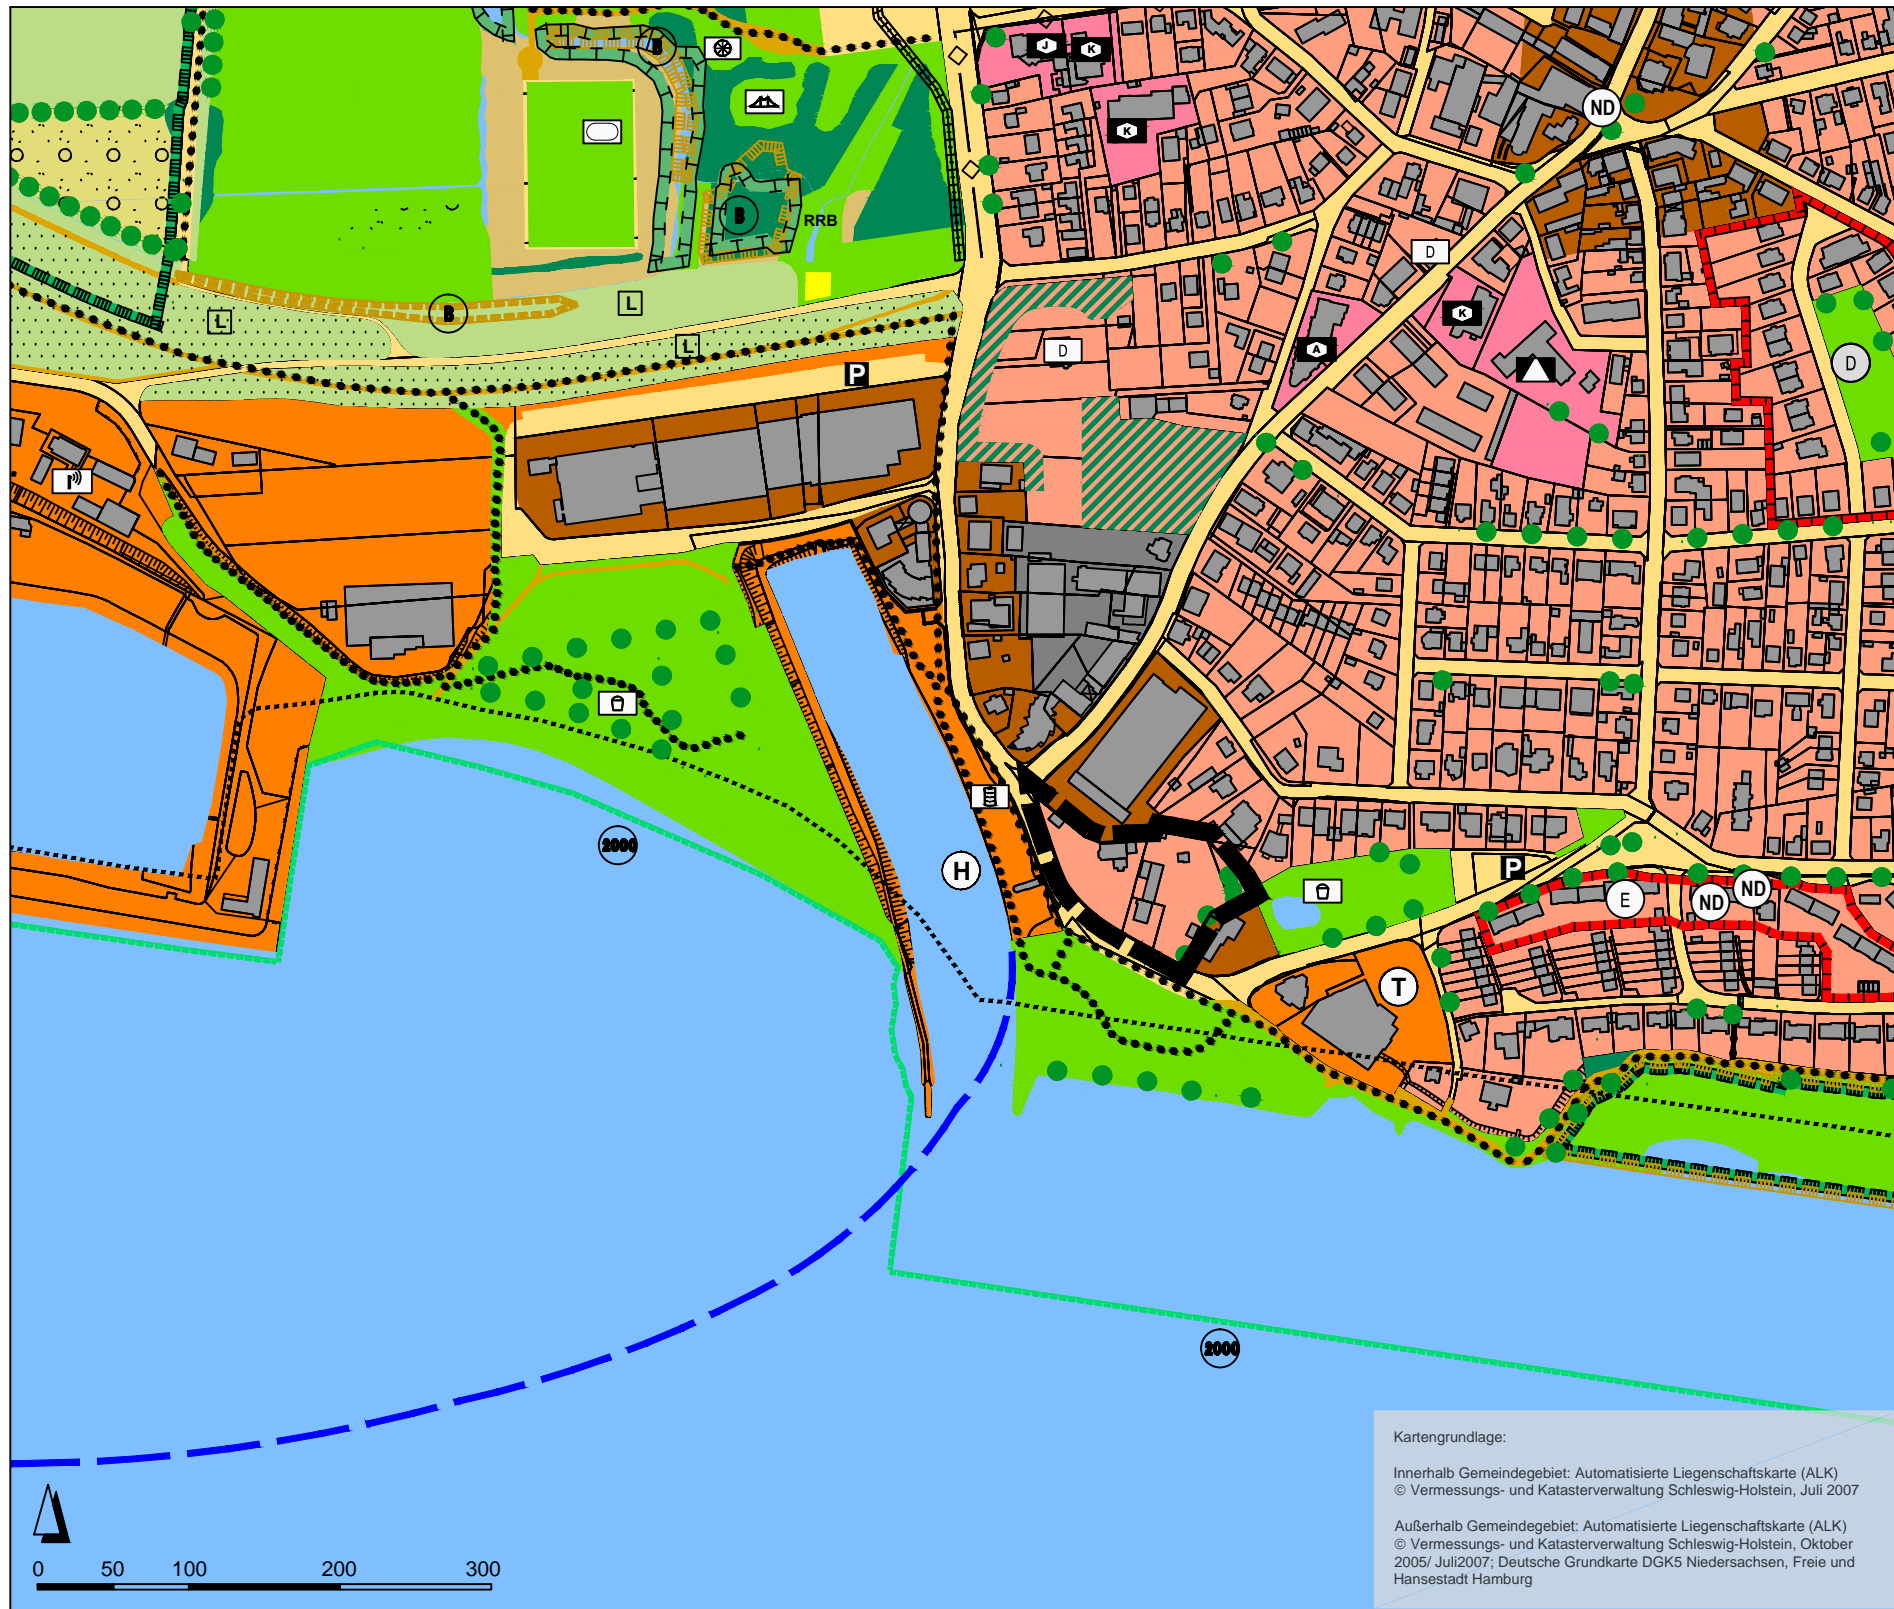 J
K
ND
K
B
B
RRB
D
L
L
B
K
L
D
A
D
P
I
2000
H
P
E
ND
ND
T
2000
Kartengrundlage:
Innerhalb Gemeindegebiet: Automatisierte Liegenschaftskarte (ALK)
© Vermessungs- und Katasterverwaltung Schleswig-Holstein, Juli 2007
Außerhalb Gemeindegebiet: Automatisierte Liegenschaftskarte (ALK)
© Vermessungs- und Katasterverwaltung Schleswig-Holstein, Oktober
2005/ Juli2007; Deutsche Grundkarte DGK5 Niedersachsen, Freie und
Hansestadt Hamburg
0 50 100 200 300